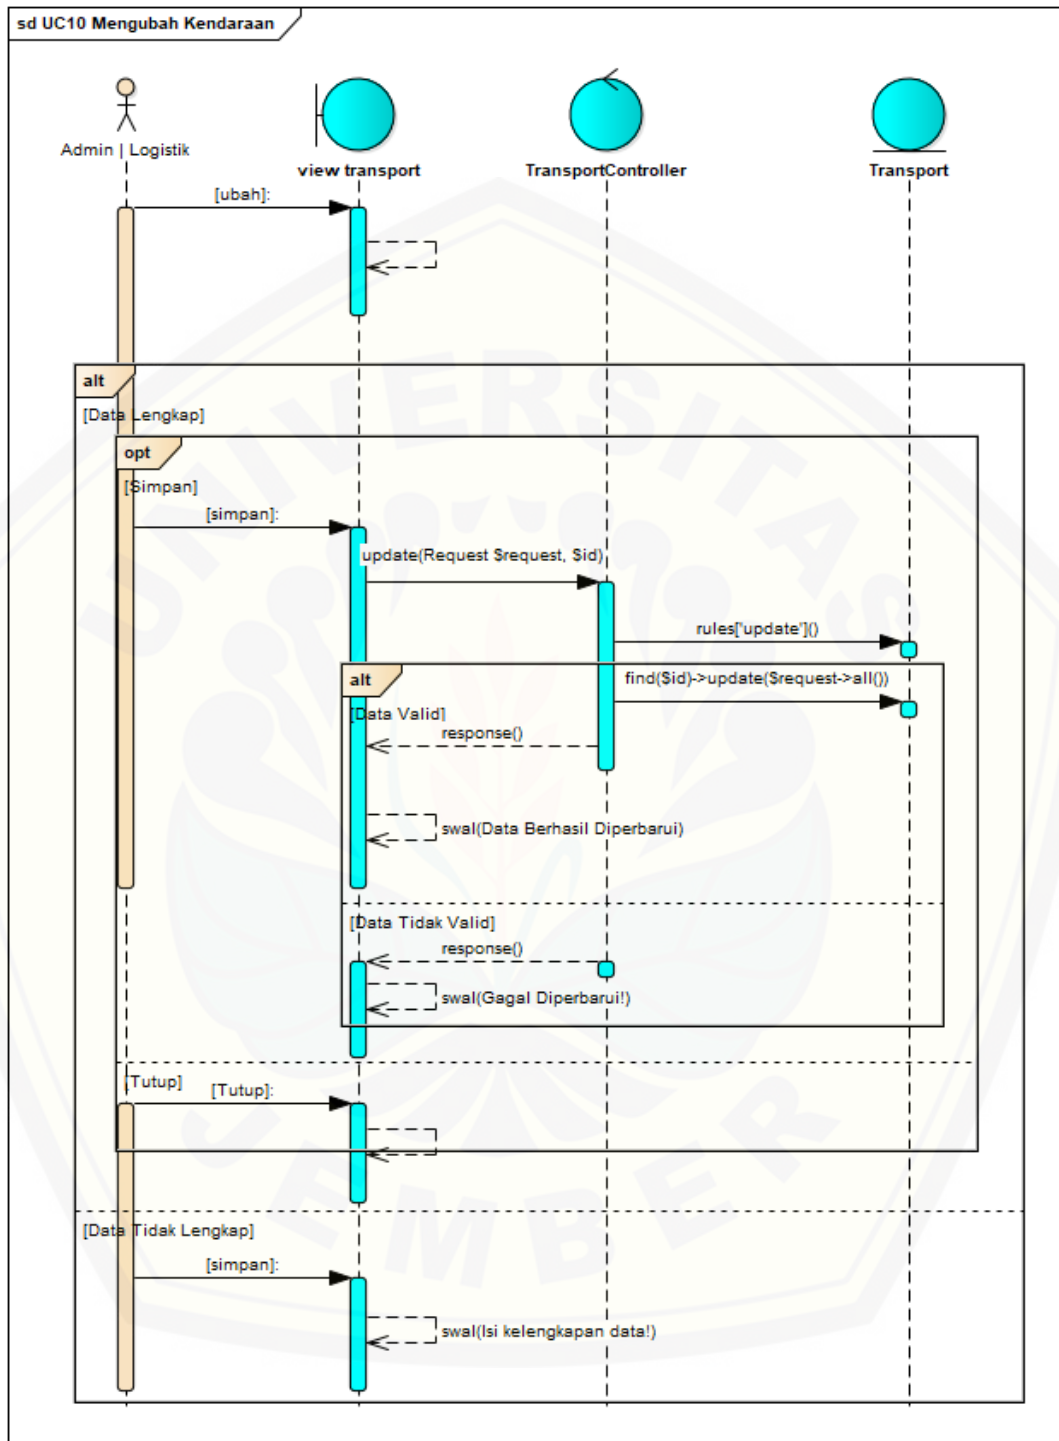 sd UC10 Mengubah Kendaraan
Admin | Logistik
view transport
TransportController
Transport
[ubah]:
alt
[Data Lengkap]
opt
[Simpan]
[simpan]:
update(Request $request, $id)
rules['update']()
alt
find($id)->update($request->all())
[Data Valid]
response()
swal(Data Berhasil Diperbarui)
[Data Tidak Valid]
response()
swal(Gagal Diperbarui!)
[Tutup]
[Tutup]:
[Data Tidak Lengkap]
[simpan]:
swal(Isi kelengkapan data!)
UNIVERSITAS
JEMBER